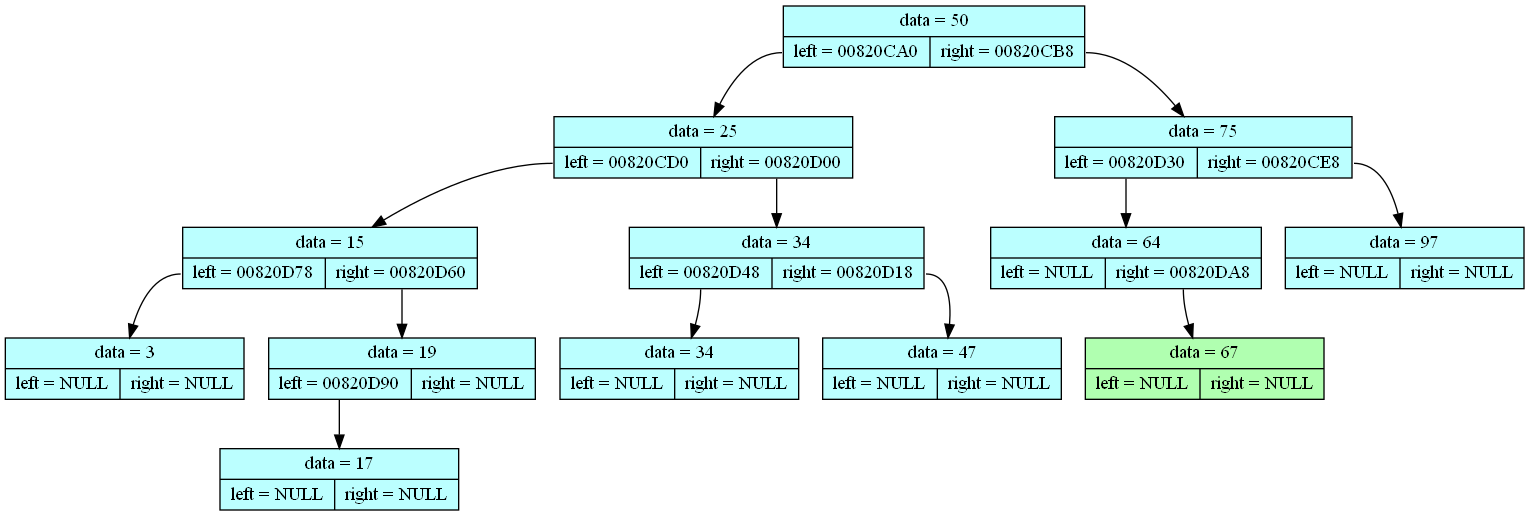 data = 50
left = 00820CA0 right = 00820CB8
data = 25
left = 00820CD0 right = 00820D00
data = 75
left = 00820D30 right = 00820CE8
data = 15
left = 00820D78 right = 00820D60
data = 34
left = 00820D48 right = 00820D18
data = 64
left = NULL right = 00820DA8
data = 97
left = NULL right = NULL
data = 3
left = NULL right = NULL
data = 19
left = 00820D90 right = NULL
data = 34
left = NULL right = NULL
data = 47
left = NULL right = NULL
data = 67
left = NULL right = NULL
data = 17
left = NULL right = NULL